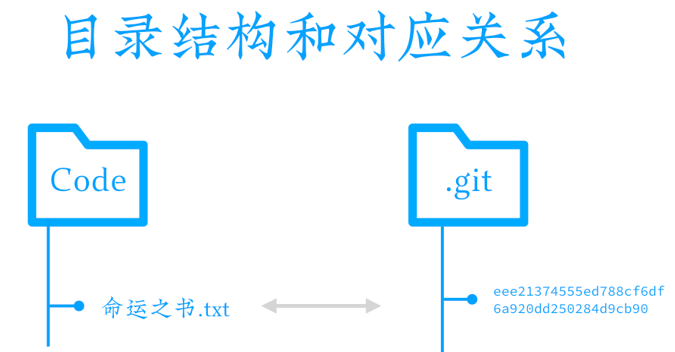 目录结构和对应关系
Code
.git
命运之书.txt
eee21374555ed788cf6df
6a920dd250284d9cb90